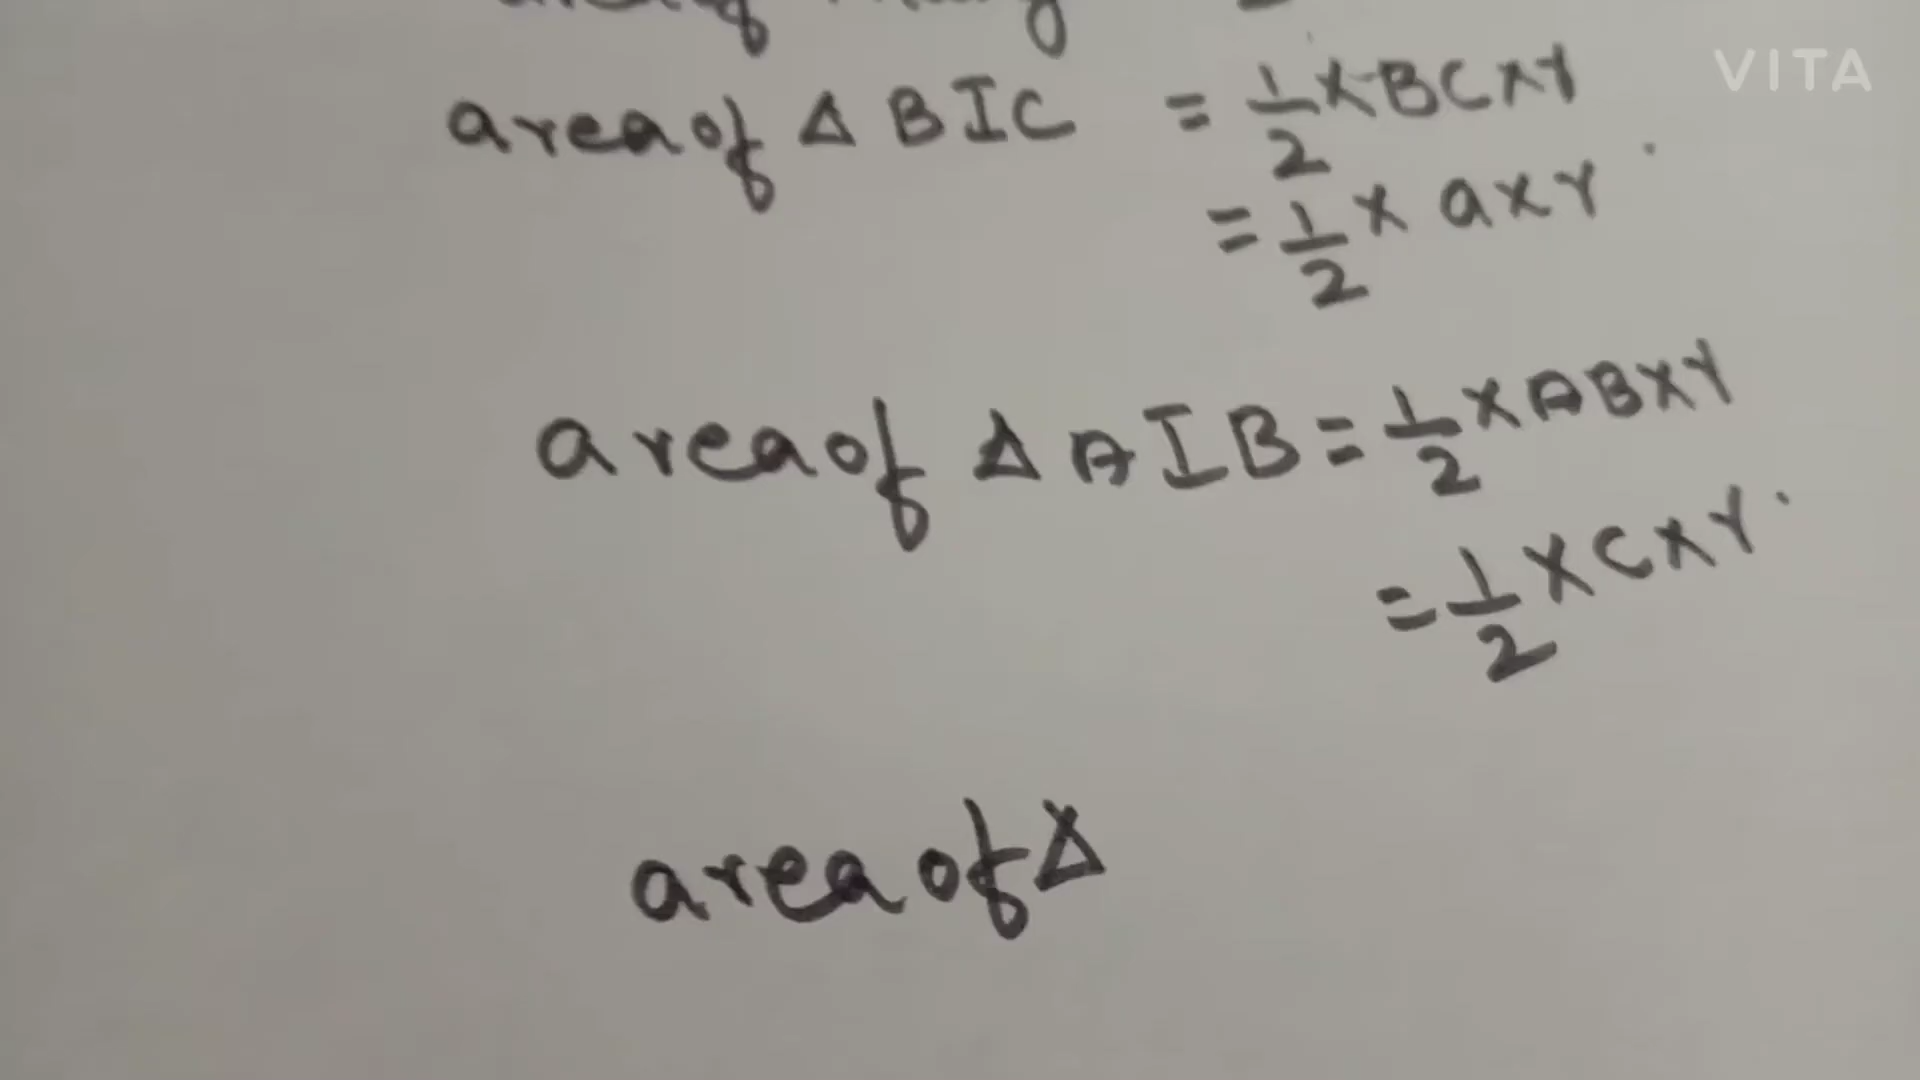 VITA
area of Δ BIC = 1/2 × BC × r
= 1/2 × a × r
area of Δ AIB = 1/2 × AB × r
= 1/2 × c × r
area of Δ